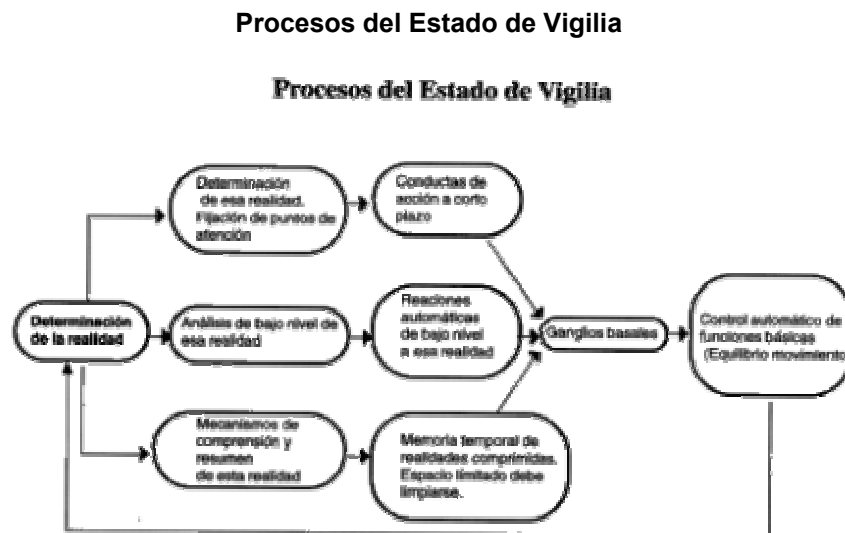 Procesos del Estado de Vigilia
Procesos del Estado de Vigilia
Determinación
de esa realidad.
Fijación de puntos de
atención
Conductas de
acción a corto
plazo
Determinación
de la realidad
Análisis de bajo nivel de
esa realidad
Reaciones
automáticas
de bajo nivel
a esa realidad
Ganglios basales
Control automático de
funciones básicas
(Equilibrio movimiento
Mecanismos de
comprensión y
resumen
de esta realidad
Memoria temporal de
realidades comprimidas.
Espacio limitado debe
limpiarse.